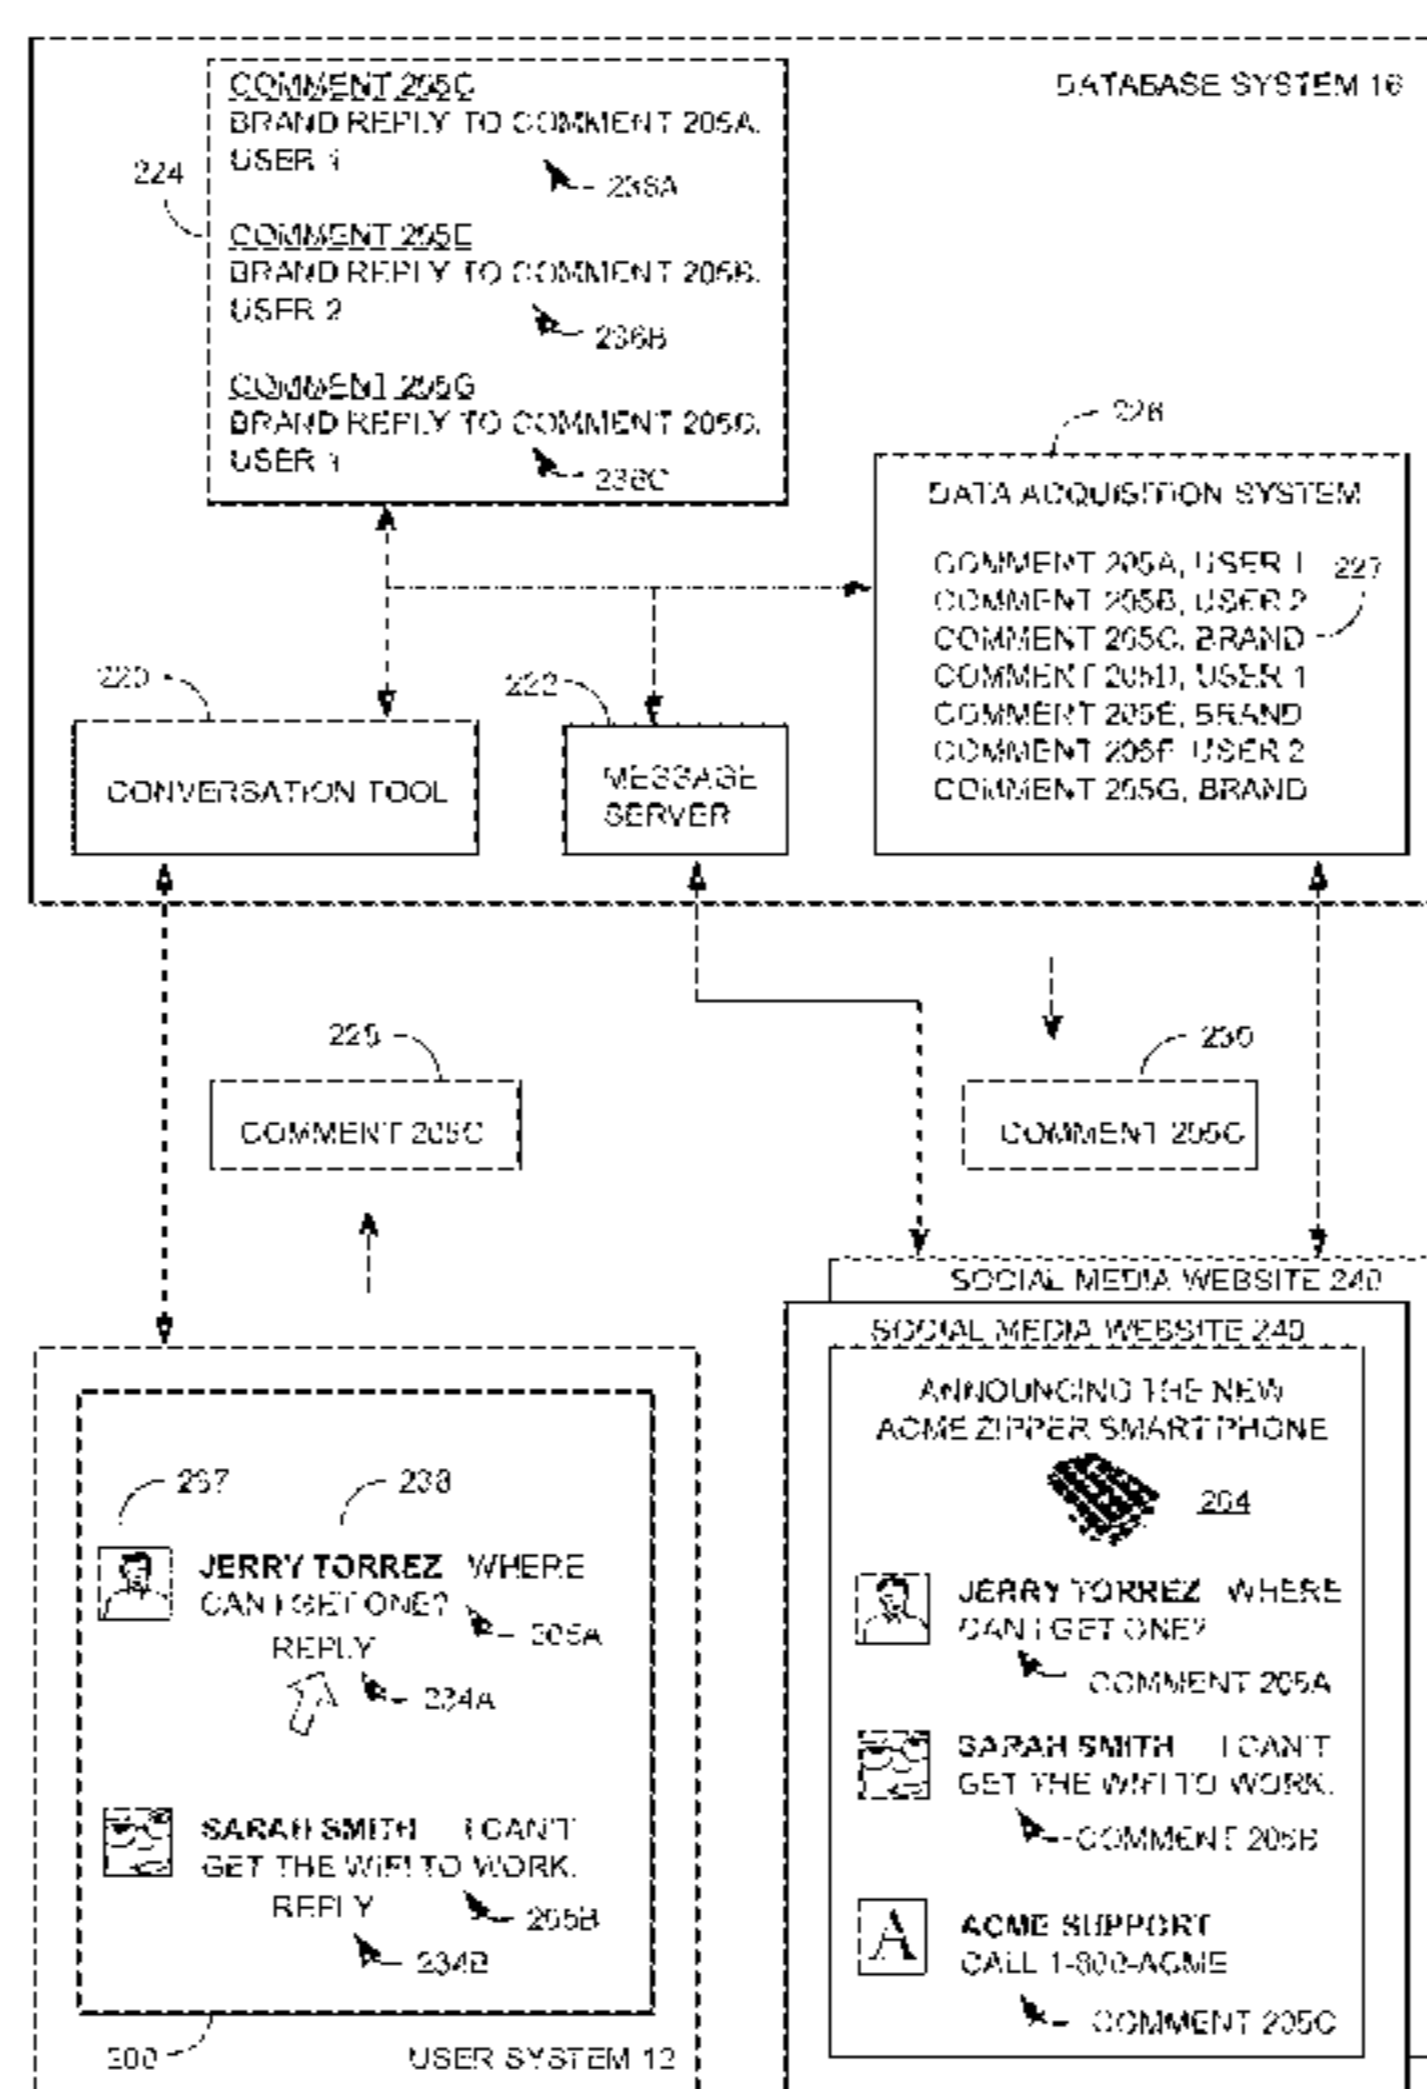 DATABASE SYSTEM 16
COMMENT 205C
BRAND REPLY TO COMMENT 205A.
USER 1
236A
224
COMMENT 205E
BRAND REPLY TO COMMENT 205B.
USER 2
236B
COMMENT 205G
BRAND REPLY TO COMMENT 205D.
USER 1
236C
226
DATA ACQUISITION SYSTEM
COMMENT 205A, USER 1
227
COMMENT 205B, USER 2
COMMENT 205C, BRAND
COMMENT 205D, USER 1
COMMENT 205E, BRAND
COMMENT 205F USER 2
COMMENT 205G, BRAND
220
CONVERSATION TOOL
222
MESSAGE
SERVER
225
COMMENT 205C
230
COMMENT 205C
SOCIAL MEDIA WEBSITE 240
SOCIAL MEDIA WEBSITE 240
ANNOUNCING THE NEW
ACME ZIPPER SMART PHONE
204
JERRY TORREZ WHERE
CAN I GET ONE?
COMMENT 205A
SARAH SMITH I CAN'T
GET THE WIFI TO WORK.
COMMENT 205B
A
ACME SUPPORT
CALL 1-800-ACME
COMMENT 205C
237
238
JERRY TORREZ WHERE
CAN I GET ONE?
205A
REPLY
234A
SARAH SMITH I CAN'T
GET THE WIFI TO WORK.
REPLY
205B
234B
200
USER SYSTEM 12